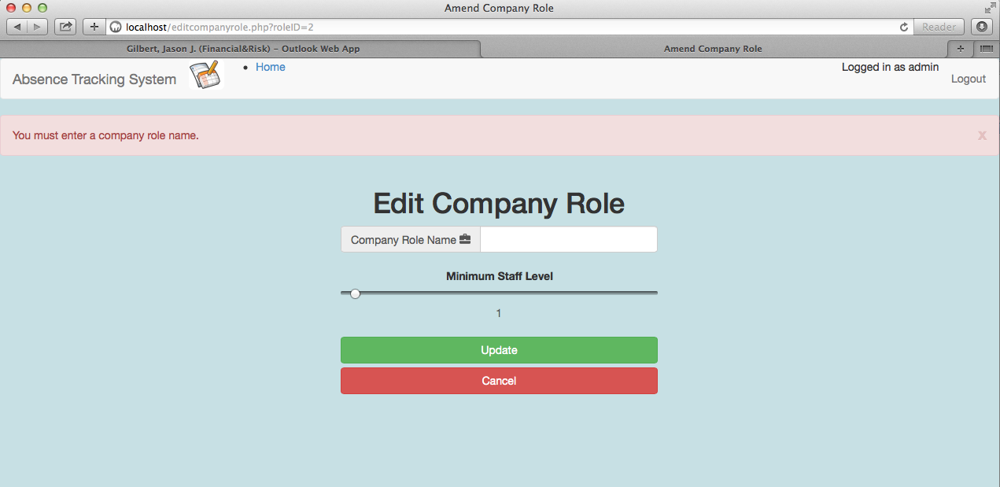 Amend Company Role
localhost/editcompanyrole.php?roleID=2
Reader
Gilbert, Jason J. (Financial&Risk) – Outlook Web App
Amend Company Role
Absence Tracking System
Home
Logged in as admin
Logout
You must enter a company role name.
x
Edit Company Role
Company Role Name
Minimum Staff Level
1
Update
Cancel